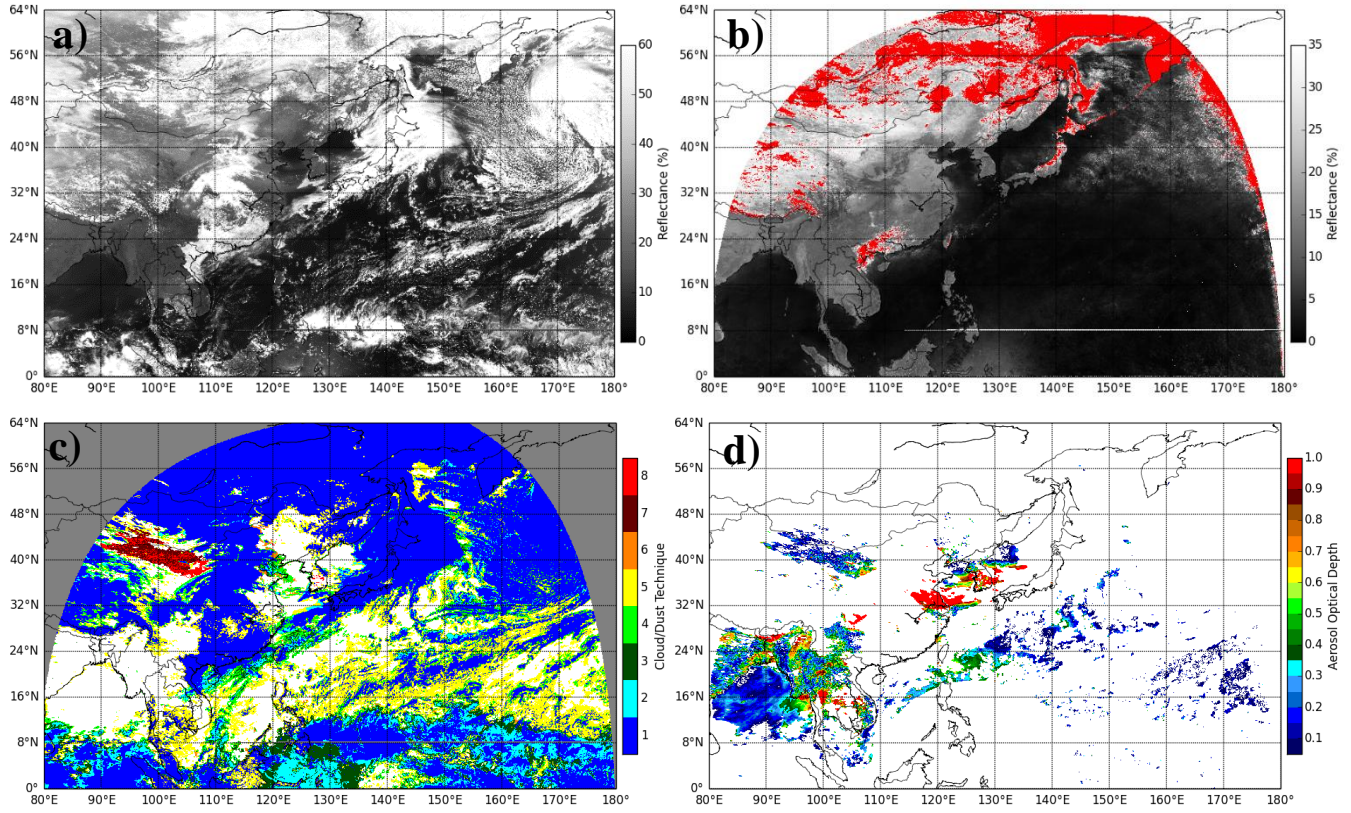 a)
64°N
56°N
48°N
40°N
32°N
24°N
16°N
8°N
0°
80°E 90°E 100°E 110°E 120°E 130°E 140°E 150°E 160°E 170°E 180°
60
50
40
30
20
10
0
Reflectance (%)
b)
64°N
56°N
48°N
40°N
32°N
24°N
16°N
8°N
0°
80°E 90°E 100°E 110°E 120°E 130°E 140°E 150°E 160°E 170°E 180°
35
30
25
20
15
10
5
0
Reflectance (%)
c)
64°N
56°N
48°N
40°N
32°N
24°N
16°N
8°N
0°
80°E 90°E 100°E 110°E 120°E 130°E 140°E 150°E 160°E 170°E 180°
8
7
6
5
4
3
2
1
Cloud/Dust Technique
d)
64°N
56°N
48°N
40°N
32°N
24°N
16°N
8°N
0°
80°E 90°E 100°E 110°E 120°E 130°E 140°E 150°E 160°E 170°E 180°
1.0
0.9
0.8
0.7
0.6
0.5
0.4
0.3
0.2
0.1
Aerosol Optical Depth